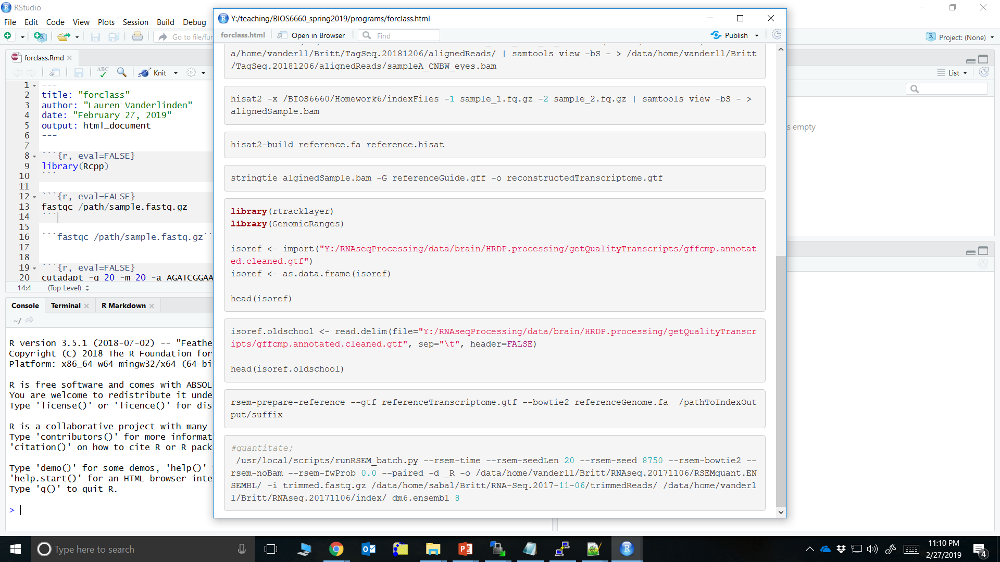 RStudio
File Edit Code View Plots Session Build Debug
Go to file/fun
Project: (None)
forclass.Rmd
ABC
Knit
1 ---
2 title: "forclass"
3 author: "Lauren Vanderlinden"
4 date: "February 27, 2019"
5 output: html_document
6 ---
7
8 ```{r, eval=FALSE}
9 library(Rcpp)
10 ```
11
12 ```{r, eval=FALSE}
13 fastqc /path/sample.fastq.gz
14 ```
15
16 ```fastqc /path/sample.fastq.gz``
17
18
19 ```{r, eval=FALSE}
20 cutadapt -q 20 -m 20 -a AGATCGGAA
14:4 (Top Level)
Console Terminal R Markdown
~/
R version 3.5.1 (2018-07-02) -- "Feathe
Copyright (C) 2018 The R Foundation for
Platform: x86_64-w64-mingw32/x64 (64-bi
R is free software and comes with ABSOL
You are welcome to redistribute it unde
Type 'license()' or 'licence()' for dis
R is a collaborative project with many
Type 'contributors()' for more informat
'citation()' on how to cite R or R pack
Type 'demo()' for some demos, 'help()'
'help.start()' for an HTML browser inte
Type 'q()' to quit R.
>
Y:/teaching/BIOS6660_spring2019/programs/forclass.html
forclass.html Open in Browser Find Publish
a/home/vanderll/Britt/TagSeq.20181206/alignedReads/ | samtools view -bS - > /data/home/vanderll/Britt
/TagSeq.20181206/alignedReads/sampleA_CNBW_eyes.bam
hisat2 -x /BIOS6660/Homework6/indexFiles -1 sample_1.fq.gz -2 sample_2.fq.gz | samtools view -bS - >
alignedSample.bam
hisat2-build reference.fa reference.hisat
stringtie alginedSample.bam -G referenceGuide.gff -o reconstructedTranscriptome.gtf
library(rtracklayer)
library(GenomicRanges)
isoref <- import("Y:/RNAseqProcessing/data/brain/HRDP.processing/getQualityTranscripts/gffcmp.annotat
ed.cleaned.gtf")
isoref <- as.data.frame(isoref)
head(isoref)
isoref.oldschool <- read.delim(file="Y:/RNAseqProcessing/data/brain/HRDP.processing/getQualityTranscr
ipts/gffcmp.annotated.cleaned.gtf", sep="\t", header=FALSE)
head(isoref.oldschool)
rsem-prepare-reference --gtf referenceTranscriptome.gtf --bowtie2 referenceGenome.fa  /pathToIndexOut
put/suffix
#quantitate;
/usr/local/scripts/runRSEM_batch.py --rsem-time --rsem-seedLen 20 --rsem-seed 8750 --rsem-bowtie2 --
rsem-noBam --rsem-fwProb 0.0 --paired -d _R -o /data/home/vanderll/Britt/RNAseq.20171106/RSEMquant.EN
SEMBL/ -i trimmed.fastq.gz /data/home/sabal/Britt/RNA-Seq.2017-11-06/trimmedReads/ /data/home/vanderl
l/Britt/RNAseq.20171106/index/ dm6.ensembl 8
List
s empty
Type here to search
11:10 PM
2/27/2019
4